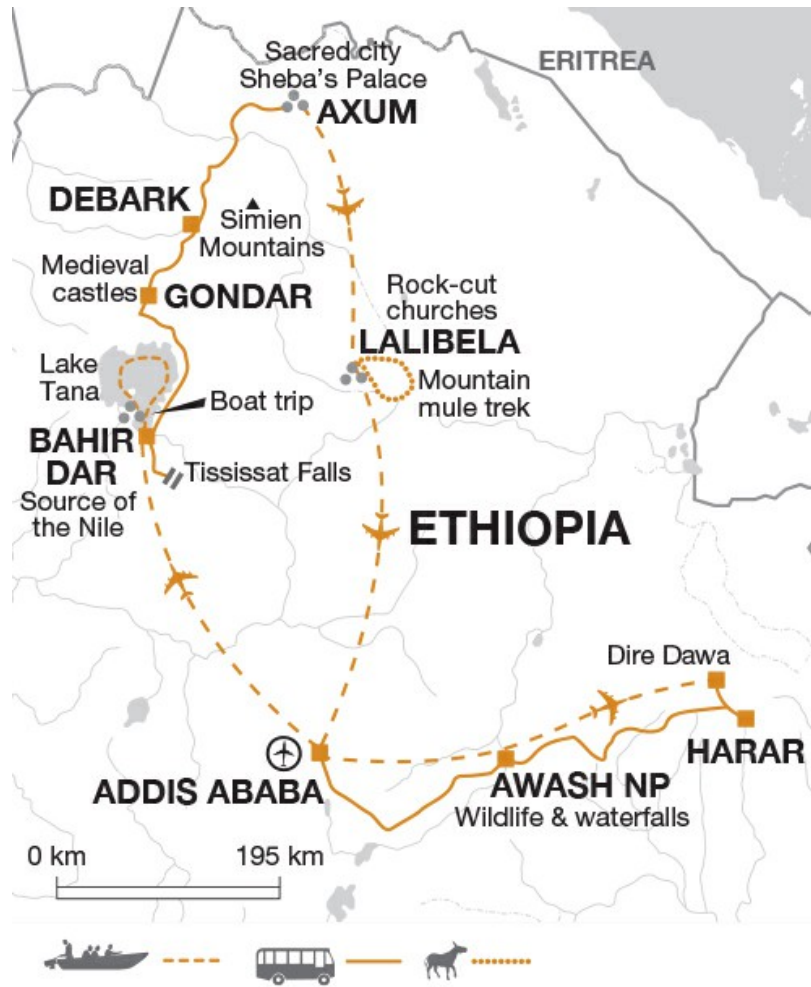 Sacred city
Sheba's Palace
AXUM
ERITREA
DEBARK
Simien
Mountains
Medieval
castles
GONDAR
Rock-cut
churches
LALIBELA
Mountain
mule trek
Lake
Tana
Boat trip
BAHIR
DAR
Source of
the Nile
Tississat Falls
ETHIOPIA
Dire Dawa
HARAR
ADDIS ABABA
AWASH NP
Wildlife & waterfalls
0 km
195 km